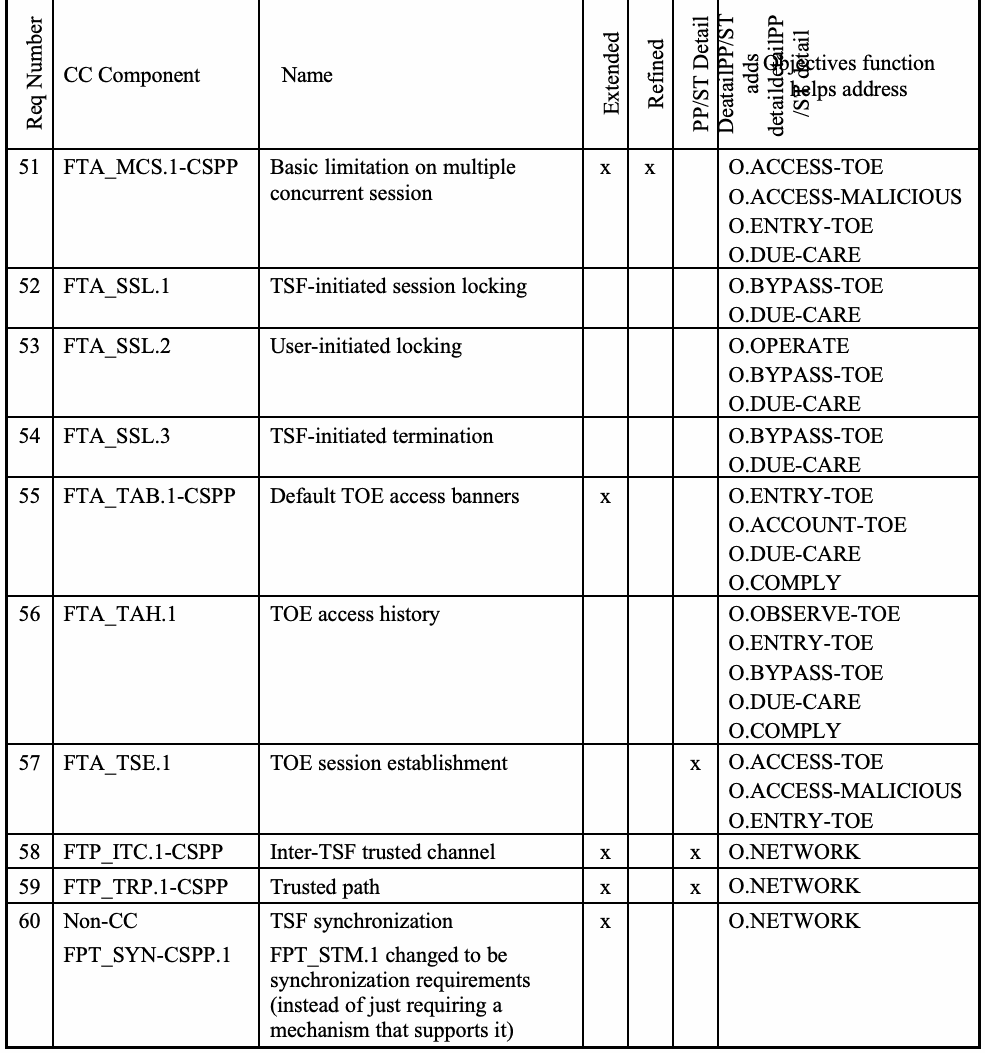 Req Number
CC Component
Name
Extended
Refined
PP/ST Detail
DeatailPP/ST
adds
detaildetailPP
/ST detail
Objectives function
helps address
51 FTA_MCS.1-CSPP Basic limitation on multiple x x O.ACCESS-TOE
concurrent session O.ACCESS-MALICIOUS
O.ENTRY-TOE
O.DUE-CARE
52 FTA_SSL.1 TSF-initiated session locking O.BYPASS-TOE
O.DUE-CARE
53 FTA_SSL.2 User-initiated locking O.OPERATE
O.BYPASS-TOE
O.DUE-CARE
54 FTA_SSL.3 TSF-initiated termination O.BYPASS-TOE
O.DUE-CARE
55 FTA_TAB.1-CSPP Default TOE access banners x O.ENTRY-TOE
O.ACCOUNT-TOE
O.DUE-CARE
O.COMPLY
56 FTA_TAH.1 TOE access history O.OBSERVE-TOE
O.ENTRY-TOE
O.BYPASS-TOE
O.DUE-CARE
O.COMPLY
57 FTA_TSE.1 TOE session establishment x O.ACCESS-TOE
O.ACCESS-MALICIOUS
O.ENTRY-TOE
58 FTP_ITC.1-CSPP Inter-TSF trusted channel x x O.NETWORK
59 FTP_TRP.1-CSPP Trusted path x x O.NETWORK
60 Non-CC TSF synchronization x O.NETWORK
FPT_SYN-CSPP.1 FPT_STM.1 changed to be
synchronization requirements
(instead of just requiring a
mechanism that supports it)